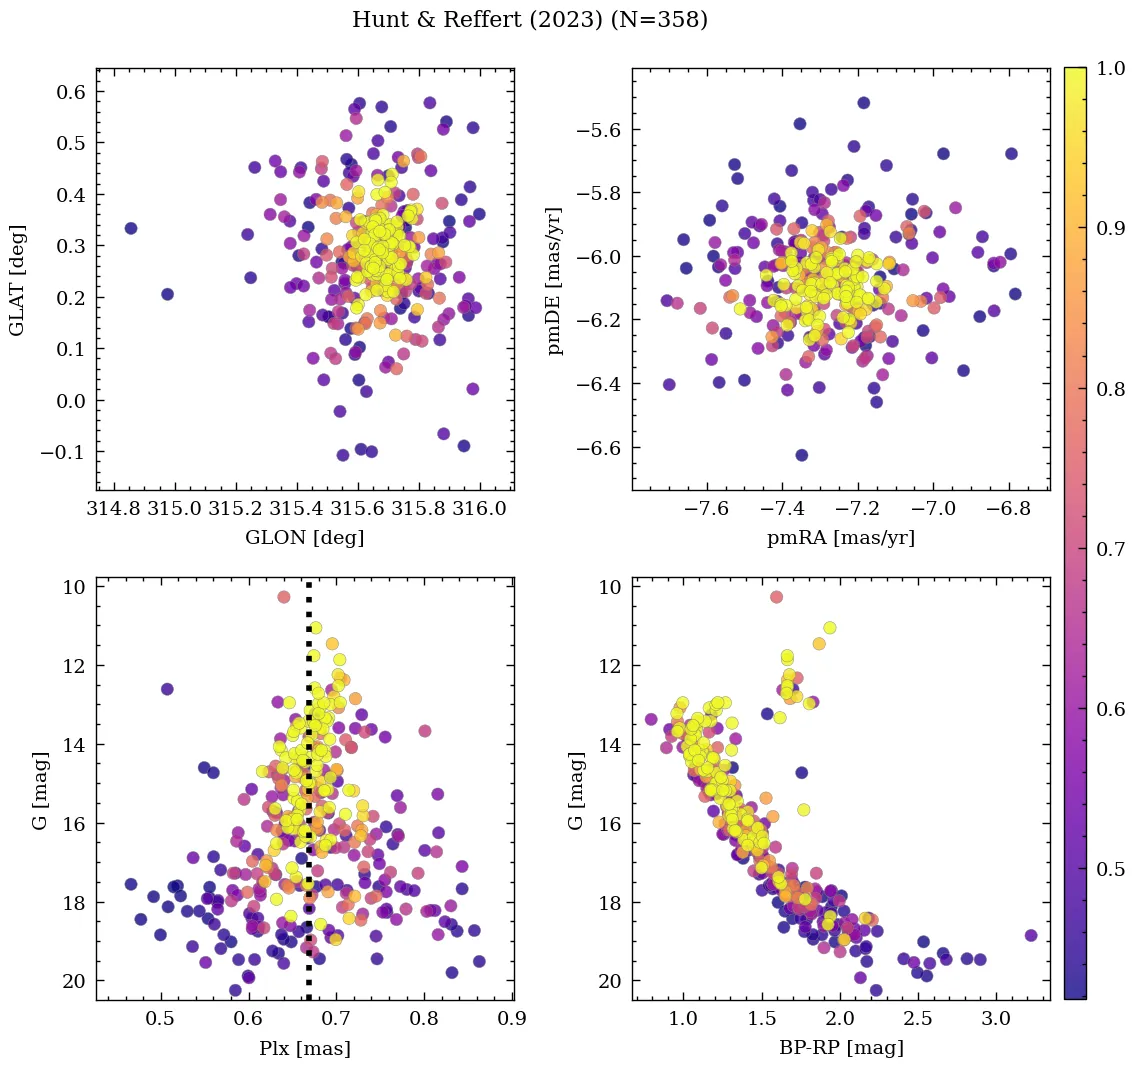 Hunt & Reffert (2023) (N=358)
0.6
0.5
0.4
0.3
0.2
0.1
0.0
−0.1
GLAT [deg]
314.8 315.0 315.2 315.4 315.6 315.8 316.0
GLON [deg]
−5.6
−5.8
−6.0
−6.2
−6.4
−6.6
pmDE [mas/yr]
−7.6 −7.4 −7.2 −7.0 −6.8
pmRA [mas/yr]
10
12
14
16
18
20
G [mag]
0.5 0.6 0.7 0.8 0.9
Plx [mas]
10
12
14
16
18
20
G [mag]
1.0 1.5 2.0 2.5 3.0
BP-RP [mag]
1.0
0.9
0.8
0.7
0.6
0.5